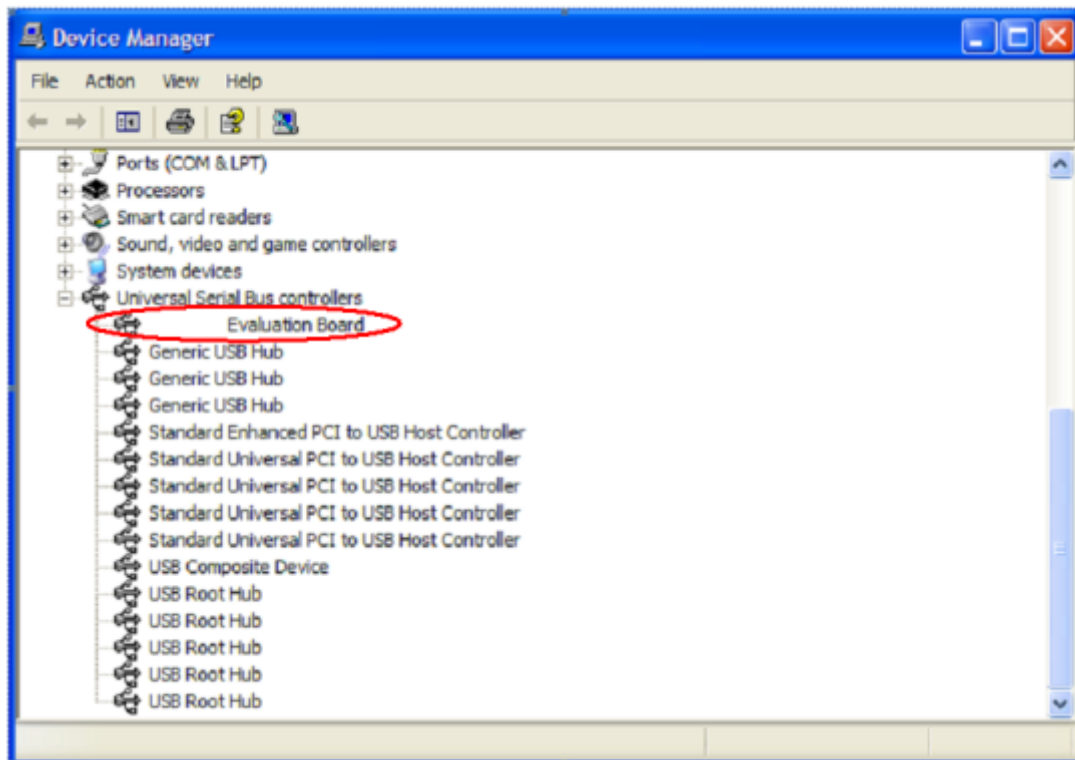 Device Manager
File Action View Help
Ports (COM & LPT)
Processors
Smart card readers
Sound, video and game controllers
System devices
Universal Serial Bus controllers
Evaluation Board
Generic USB Hub
Generic USB Hub
Generic USB Hub
Standard Enhanced PCI to USB Host Controller
Standard Universal PCI to USB Host Controller
Standard Universal PCI to USB Host Controller
Standard Universal PCI to USB Host Controller
Standard Universal PCI to USB Host Controller
USB Composite Device
USB Root Hub
USB Root Hub
USB Root Hub
USB Root Hub
USB Root Hub